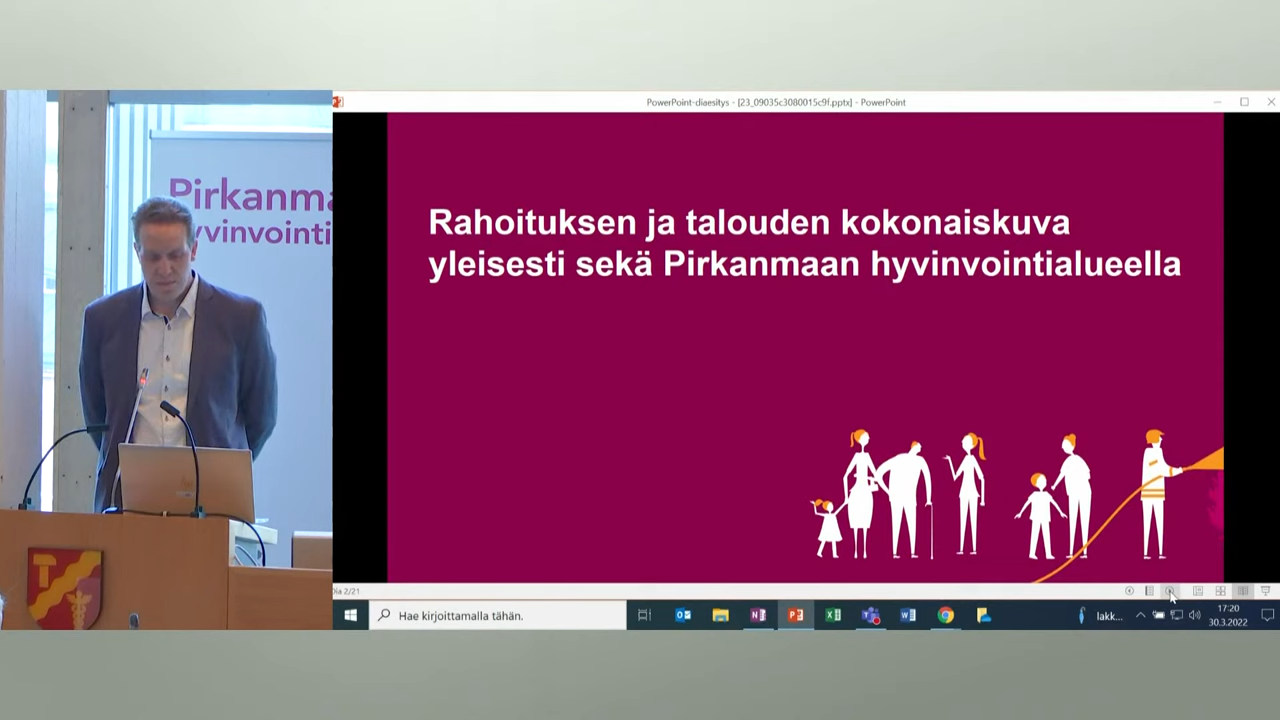 PowerPoint-diaesitys - [23_09035c3080015c9f.pptx] - PowerPoint
Pirkanma
yvinvointi
Rahoituksen ja talouden kokonaiskuva
yleisesti sekä Pirkanmaan hyvinvointialueella
Dia 2/21
Hae kirjoittamalla tähän.
lakk...
17:20
30.3.2022